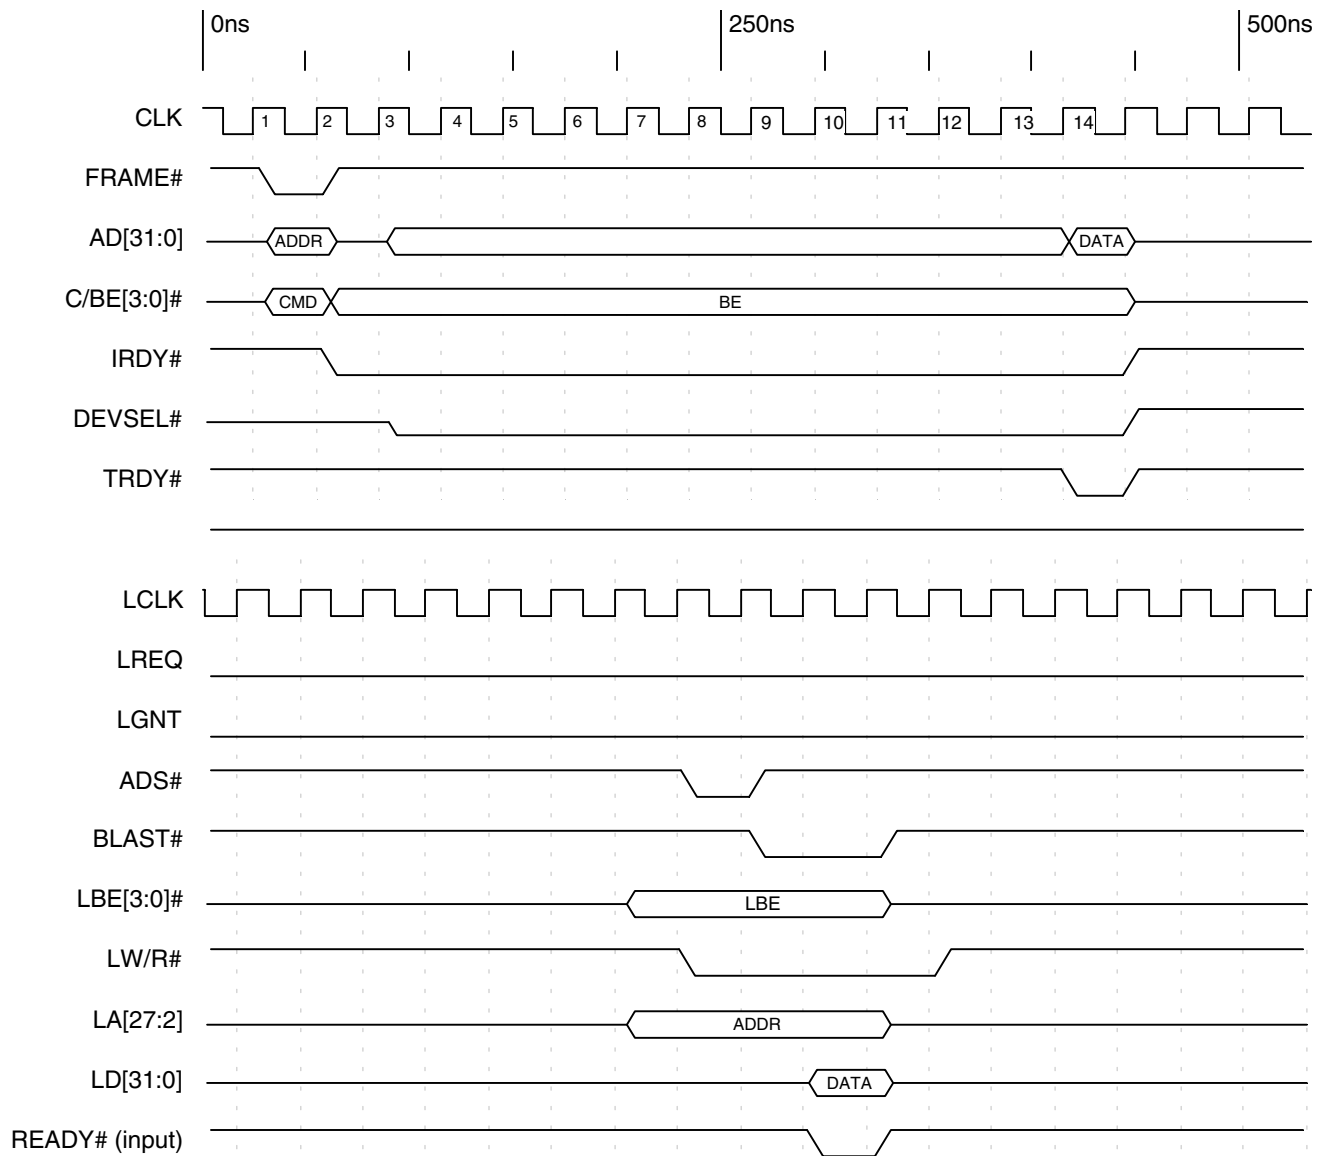 0ns 250ns 500ns
CLK 1 2 3 4 5 6 7 8 9 10 11 12 13 14
FRAME#
AD[31:0] ADDR DATA
C/BE[3:0]# CMD BE
IRDY#
DEVSEL#
TRDY#
LCLK
LREQ
LGNT
ADS#
BLAST#
LBE[3:0]# LBE
LW/R#
LA[27:2] ADDR
LD[31:0] DATA
READY# (input)